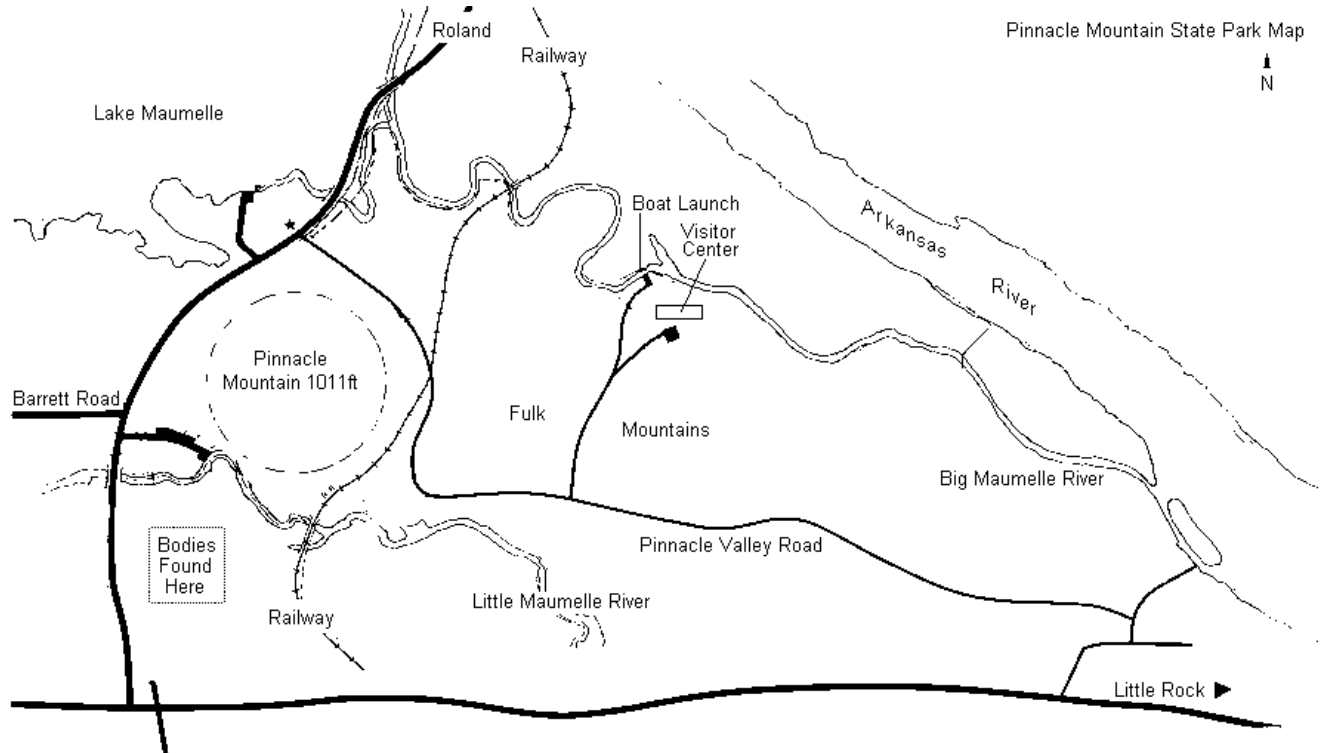 Roland
Pinnacle Mountain State Park Map
Railway
N
Lake Maumelle
Boat Launch
Visitor
Center
Arkansas
River
Pinnacle
Mountain 1011ft
Barrett Road
Fulk
Mountains
Big Maumelle River
Bodies
Found
Here
Pinnacle Valley Road
Little Maumelle River
Railway
Little Rock